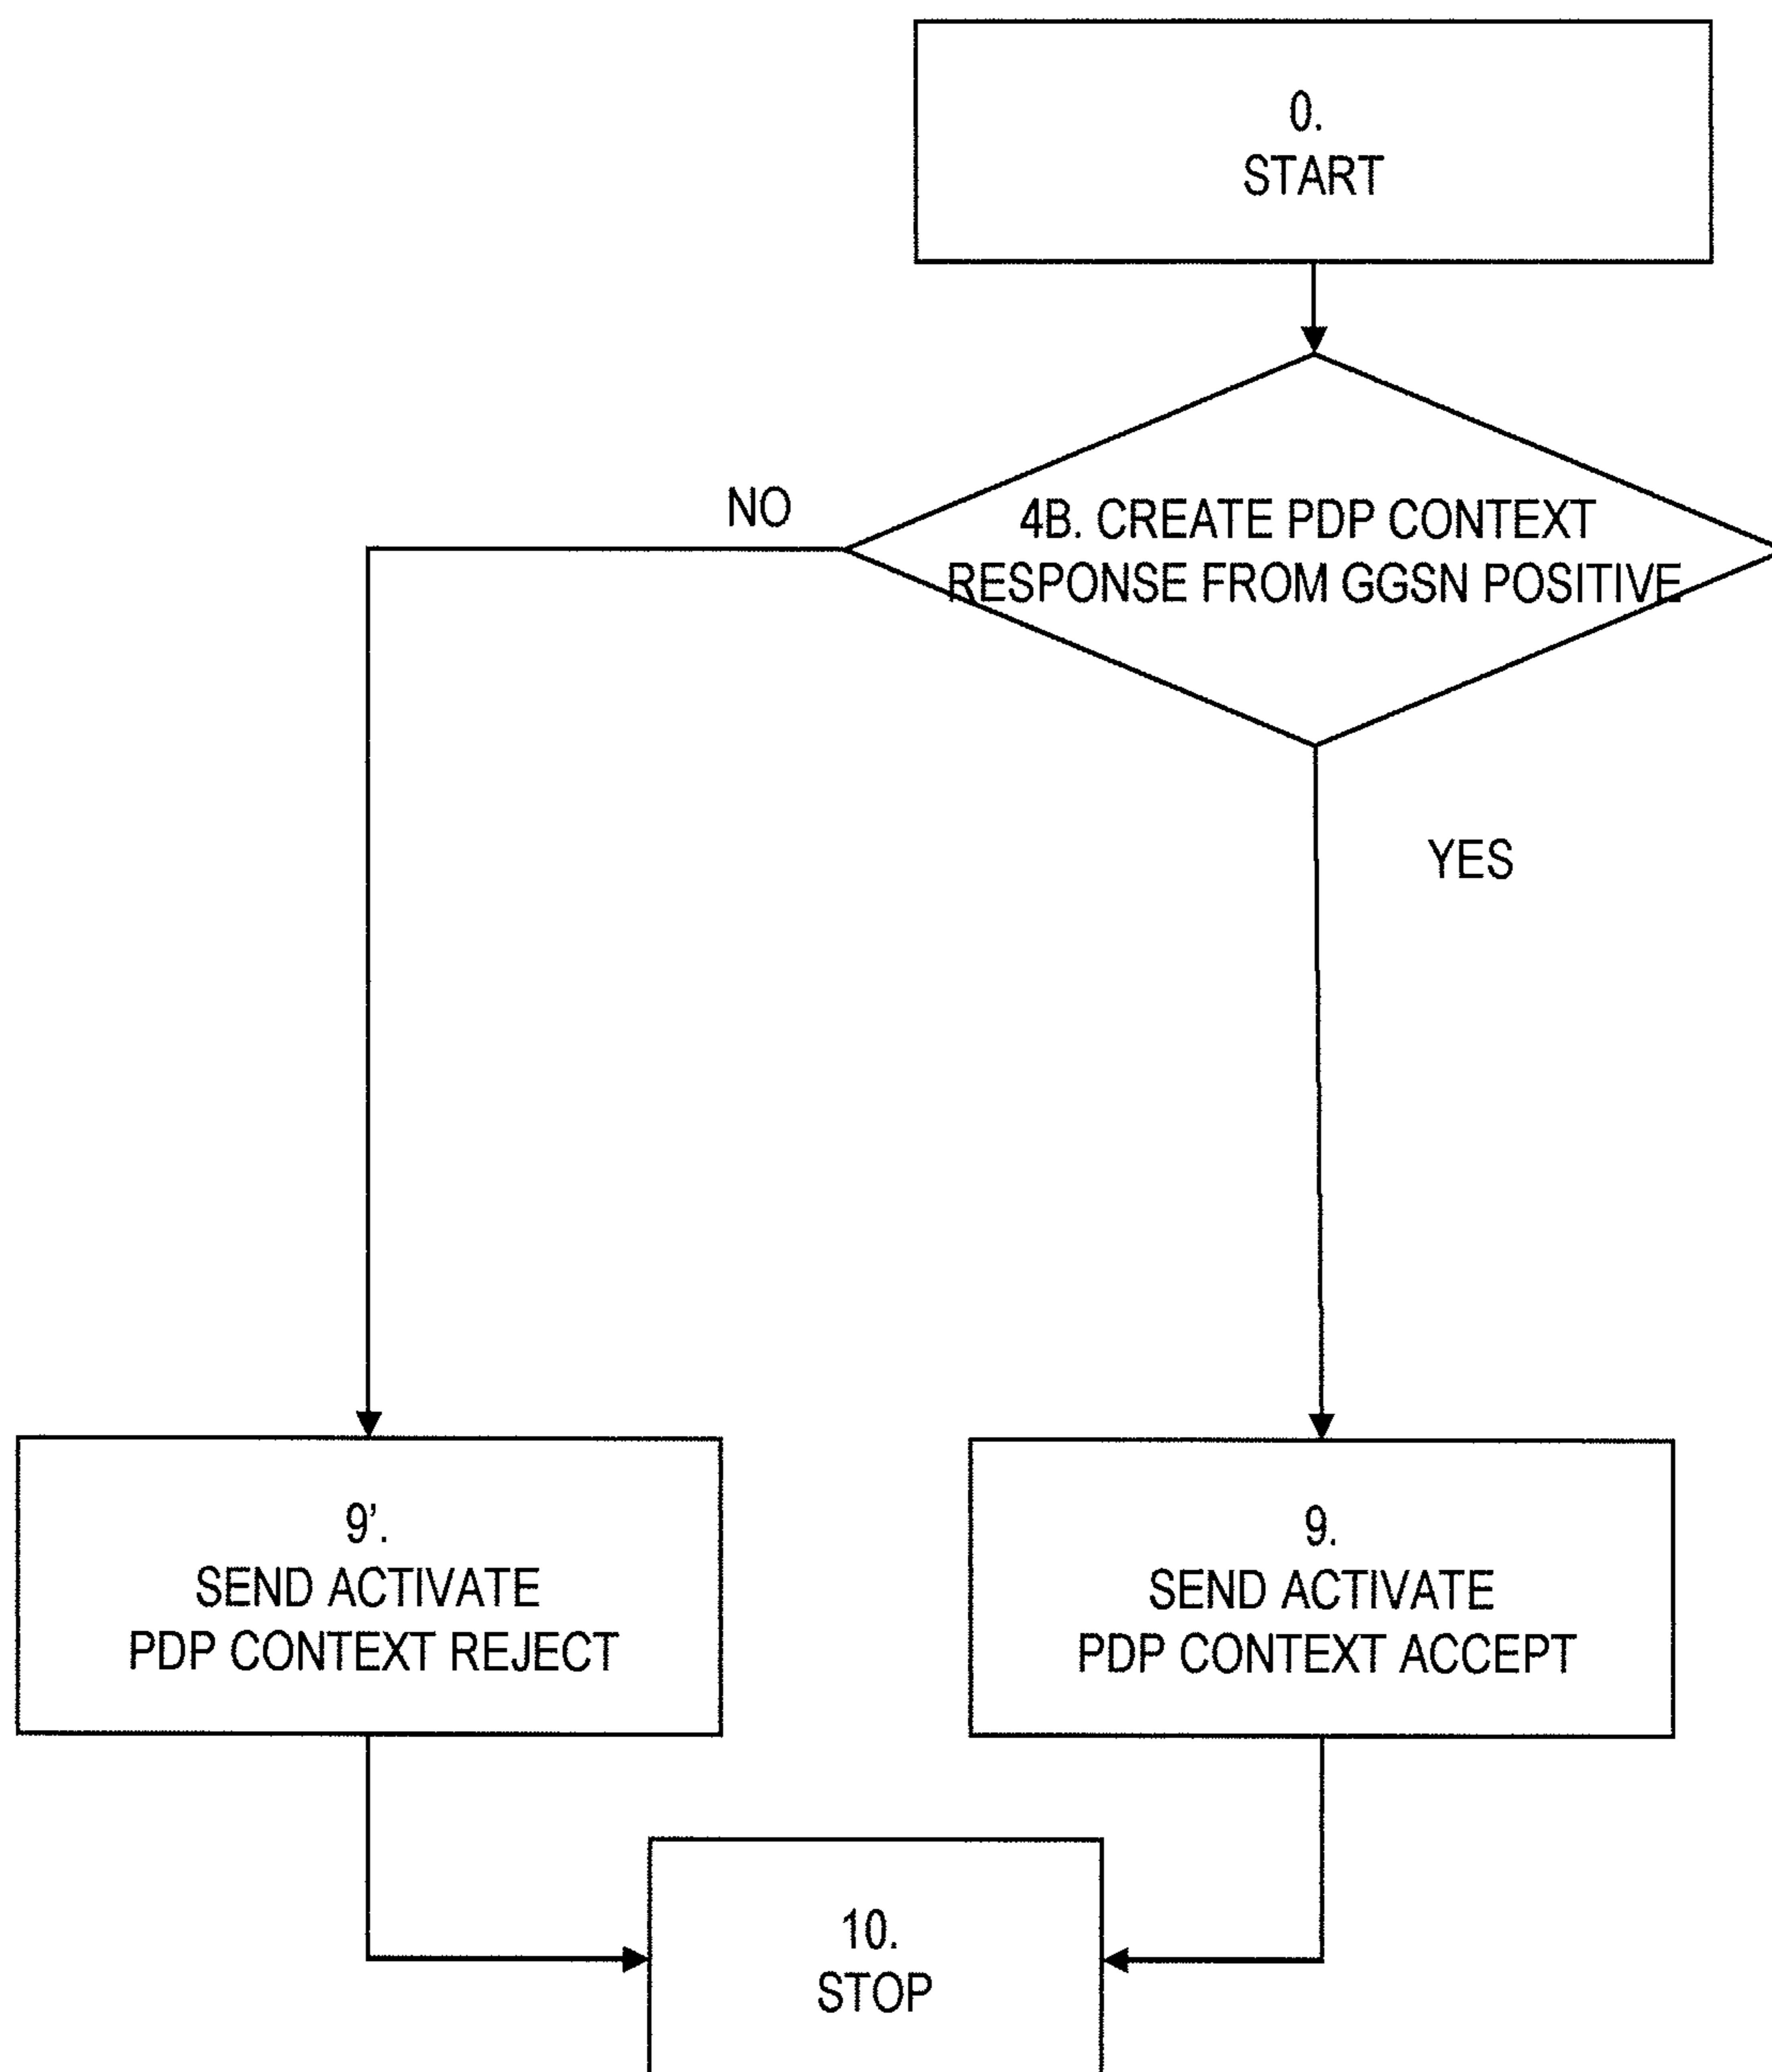 0.
START
4B. CREATE PDP CONTEXT
RESPONSE FROM GGSN POSITIVE
NO
YES
9'.
SEND ACTIVATE
PDP CONTEXT REJECT
9.
SEND ACTIVATE
PDP CONTEXT ACCEPT
10.
STOP